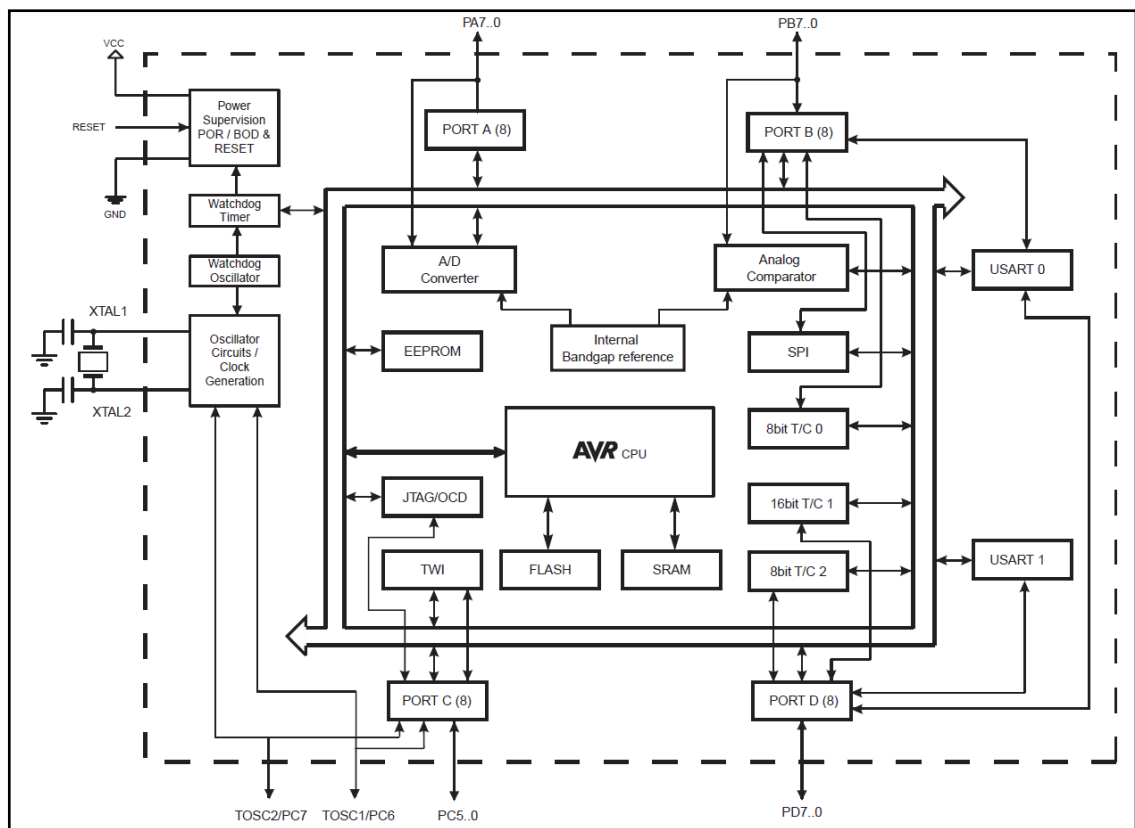 PA7..0
PB7..0
VCC
Power
Supervision
POR / BOD &
RESET
RESET
PORT A (8)
PORT B (8)
GND
Watchdog
Timer
Watchdog
Oscillator
A/D
Converter
Analog
Comparator
USART 0
XTAL1
Oscillator
Circuits /
Clock
Generation
EEPROM
Internal
Bandgap reference
SPI
XTAL2
8bit T/C 0
AVR CPU
JTAG/OCD
16bit T/C 1
TWI
FLASH
SRAM
8bit T/C 2
USART 1
PORT C (8)
PORT D (8)
TOSC2/PC7
TOSC1/PC6
PC5..0
PD7..0